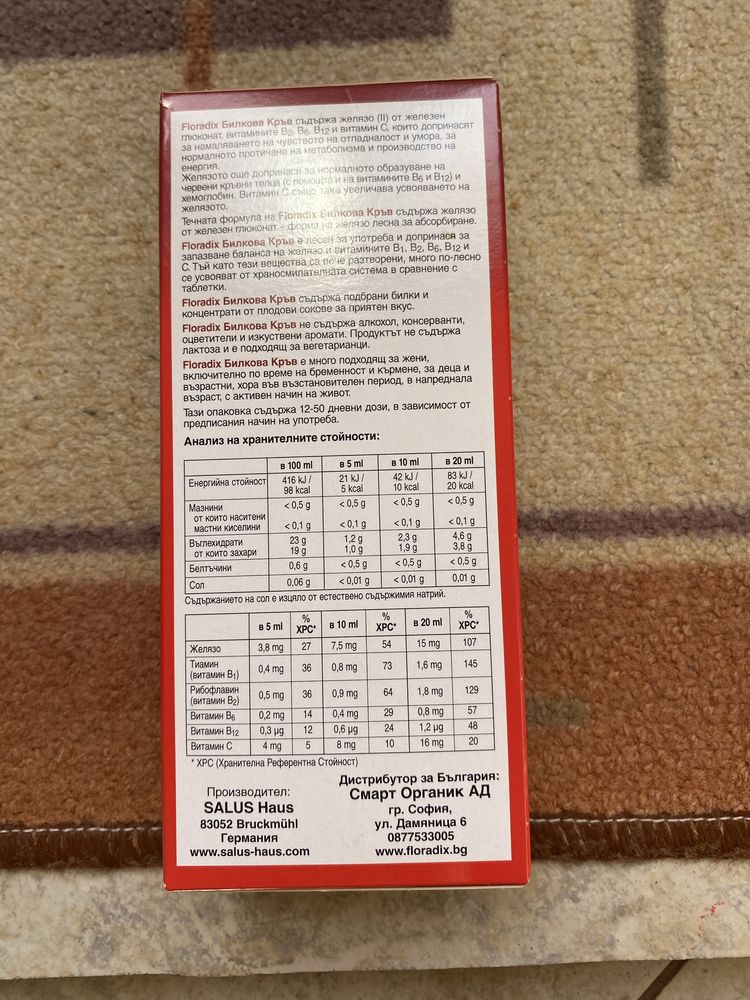 Floradix Билкова Кръв съдържа желязо (II) от железен
глюконат, витамините B2, B6, B12 и витамин C, които допринасят
за намаляването на чувството на отпадналост и умора, за
нормалното протичане на метаболизма и производство на
енергия.
Желязото още допринася за нормалното образуване на
червени кръвни телца (с помощта и на витамините B6 и B12) и
хемоглобин. Витамин C също така увеличава усвояването на
желязото.
Течната формула на Floradix Билкова Кръв съдържа желязо
от железен глюконат – форма на желязо лесна за абсорбиране.
Floradix Билкова Кръв е лесен за употреба и допринася за
запазване баланса на желязо и витамините B1, B2, B6, B12 и
C. Тъй като тези вещества са вече разтворени, много по-лесно
се усвояват от храносмилателната система в сравнение с
таблетки.
Floradix Билкова Кръв съдържа подбрани билки и
концентрати от плодови сокове за приятен вкус.
Floradix Билкова Кръв не съдържа алкохол, консерванти,
оцветители и изкуствени аромати. Продуктът не съдържа
лактоза и е подходящ за вегетарианци.
Floradix Билкова Кръв е много подходящ за жени,
включително по време на бременност и кърмене, за деца и
възрастни, хора във възстановителен период, в напреднала
възраст, с активен начин на живот.
Тази опаковка съдържа 12-50 дневни дози, в зависимост от
предписания начин на употреба.
Анализ на хранителните стойности:
в 100 ml в 5 ml в 10 ml в 20 ml
Енергийна стойност 416 kJ / 21 kJ / 42 kJ / 83 kJ /
98 kcal 5 kcal 10 kcal 20 kcal
Мазнини < 0,5 g < 0,5 g < 0,5 g < 0,5 g
от които наситени
мастни киселини < 0,1 g < 0,1 g < 0,1 g < 0,1 g
Въглехидрати 23 g 1,2 g 2,3 g 4,6 g
от които захари 19 g 1,0 g 1,9 g 3,8 g
Белтъчини 0,6 g < 0,5 g < 0,5 g < 0,5 g
Сол 0,06 g < 0,01 g < 0,01 g 0,01 g
Съдържанието на сол е изцяло от естествено съдържимия натрий.
в 5 ml % ХРС* в 10 ml % ХРС* в 20 ml % ХРС*
Желязо 3,8 mg 27 7,5 mg 54 15 mg 107
Тиамин
(витамин B1) 0,4 mg 36 0,8 mg 73 1,6 mg 145
Рибофлавин
(витамин B2) 0,5 mg 36 0,9 mg 64 1,8 mg 129
Витамин B6 0,2 mg 14 0,4 mg 29 0,8 mg 57
Витамин B12 0,3 µg 12 0,6 µg 24 1,2 µg 48
Витамин C 4 mg 5 8 mg 10 16 mg 20
* ХРС (Хранителна Референтна Стойност)
Производител:
SALUS Haus
83052 Bruckmühl
Германия
www.salus-haus.com
Дистрибутор за България:
Смарт Органик АД
гр. София,
ул. Дамяница 6
0877533005
www.floradix.bg